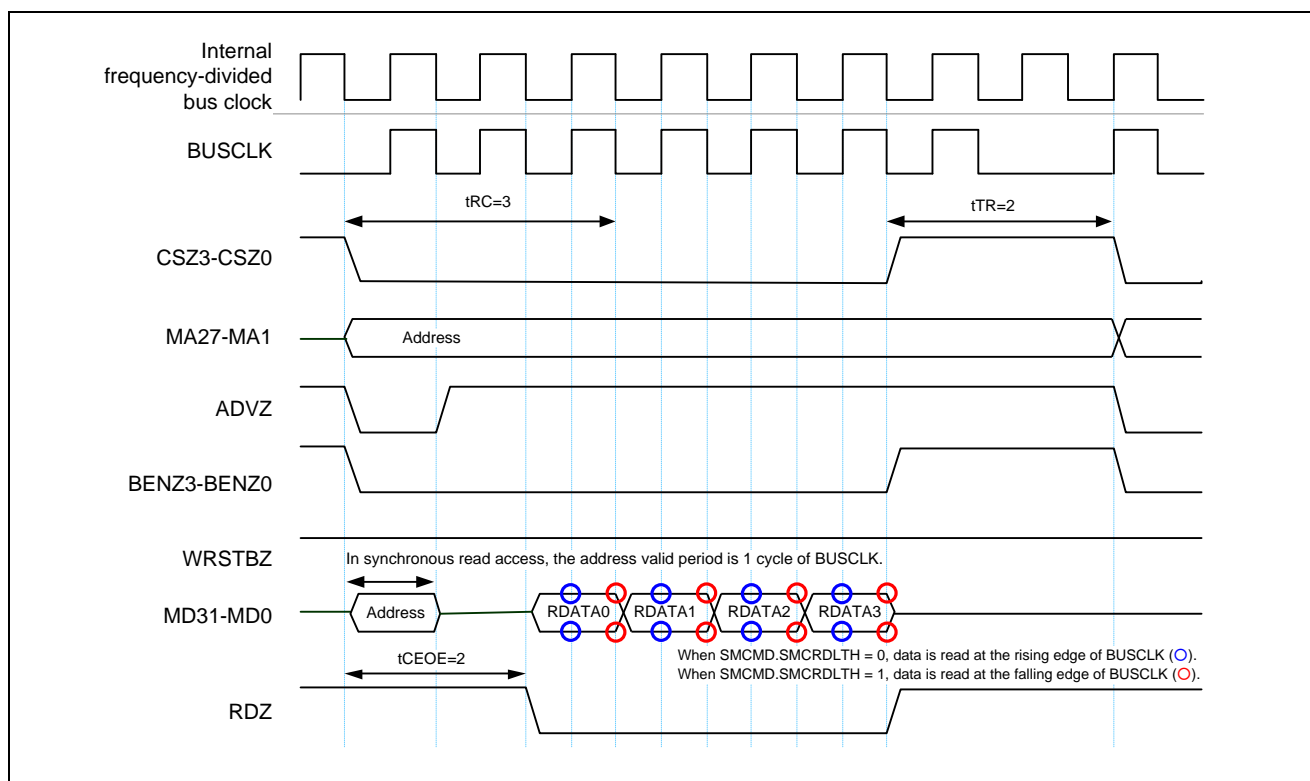 Internal
frequency-divided
bus clock
BUSCLK
tRC=3
tTR=2
CSZ3-CSZ0
MA27-MA1
Address
ADVZ
BENZ3-BENZ0
WRSTBZ
In synchronous read access, the address valid period is 1 cycle of BUSCLK.
MD31-MD0
Address
RDATA0
RDATA1
RDATA2
RDATA3
When SMCMD.SMCRDLTH = 0, data is read at the rising edge of BUSCLK (O).
When SMCMD.SMCRDLTH = 1, data is read at the falling edge of BUSCLK (O).
tCEOE=2
RDZ